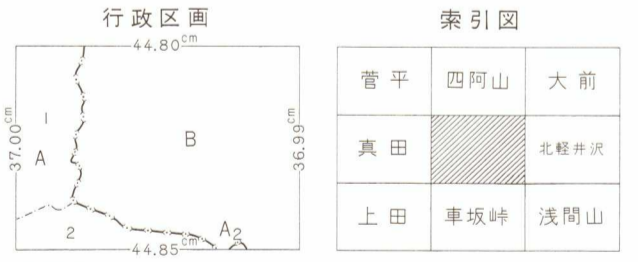 行政区画
44.80cm
37.00cm
36.99cm
1
A
B
2
A2
44.85cm
索引図
菅平 四阿山 大前
真田 北軽井沢
上田 車坂峠 浅間山